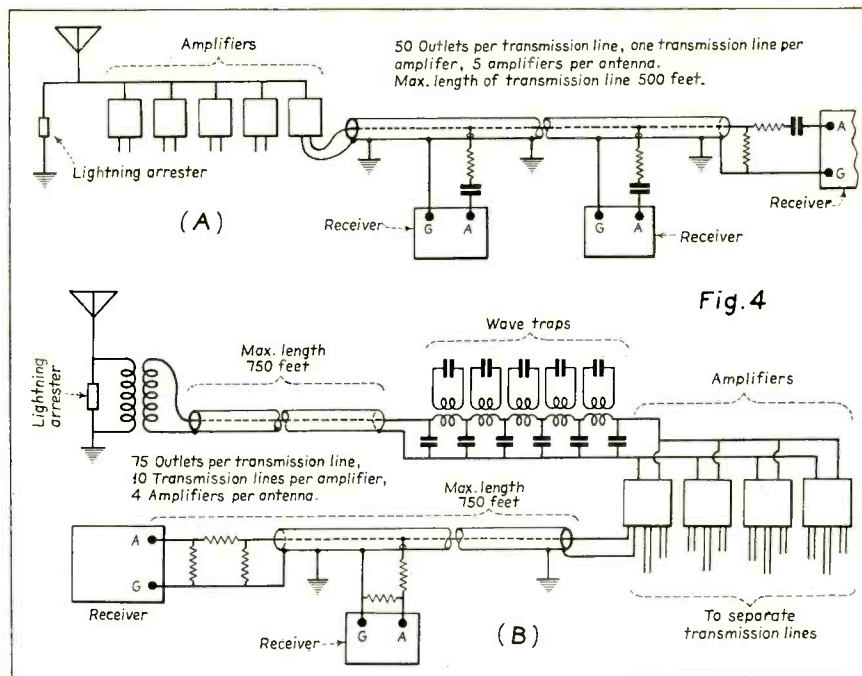 Amplifiers
50 Outlets per transmission line, one transmission line per
amplifer, 5 amplifiers per antenna.
Max. length of transmission line 500 feet.
Lightning arrester
(A)
A
G
Receiver
G
A
Receiver
G
A
Receiver
Fig. 4
Wave traps
Max. length
750 feet
Amplifiers
Lightning
arrester
75 Outlets per transmission line,
10 Transmission lines per amplifier,
4 Amplifiers per antenna.
Max. length
750 feet
A
G
Receiver
G
A
Receiver
(B)
To separate
transmission lines